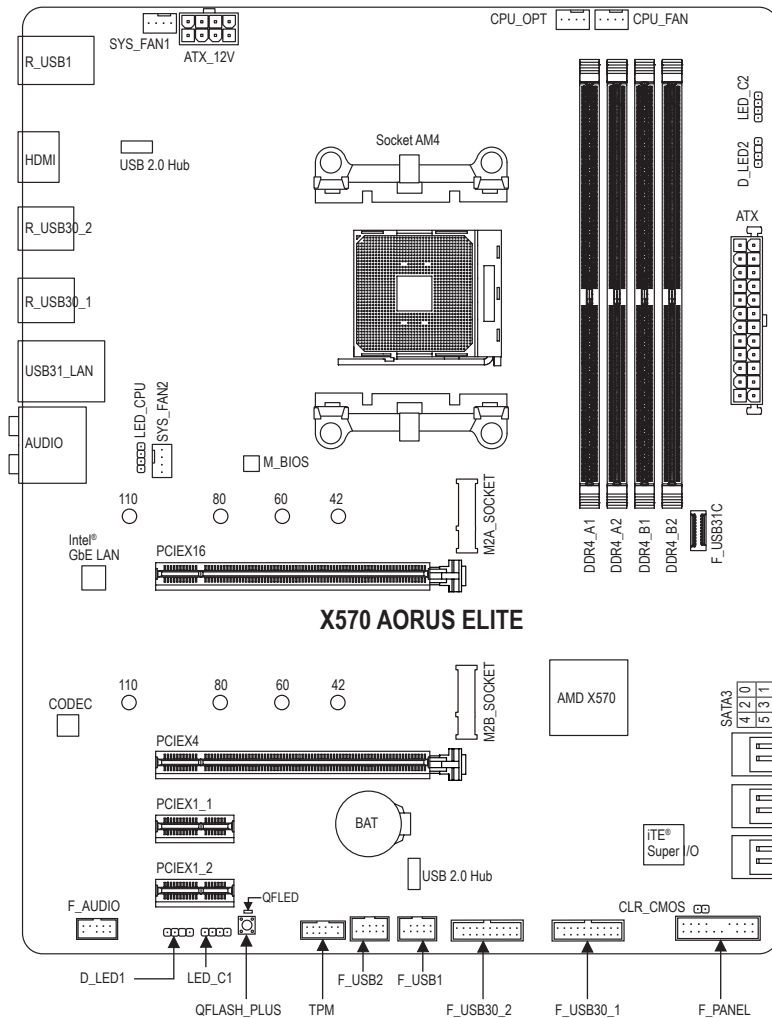 CPU_OPT
CPU_FAN
SYS_FAN1
ATX_12V
R_USB1
LED_C2
HDMI
USB 2.0 Hub
Socket AM4
D_LED2
R_USB30_2
ATX
R_USB30_1
USB31_LAN
LED_CPU
SYS_FAN2
AUDIO
M_BIOS
110
80
60
42
M2A_SOCKET
DDR4_A1
DDR4_A2
DDR4_B1
DDR4_B2
F_USB31C
Intel®
GbE LAN
PCIEX16
X570 AORUS ELITE
110
80
60
42
M2B_SOCKET
AMD X570
SATA3
4 2 0
5 3 1
CODEC
PCIEX4
PCIEX1_1
BAT
iTE®
Super I/O
PCIEX1_2
USB 2.0 Hub
QFLED
F_AUDIO
CLR_CMOS
D_LED1
LED_C1
QFLASH_PLUS
TPM
F_USB2
F_USB1
F_USB30_2
F_USB30_1
F_PANEL